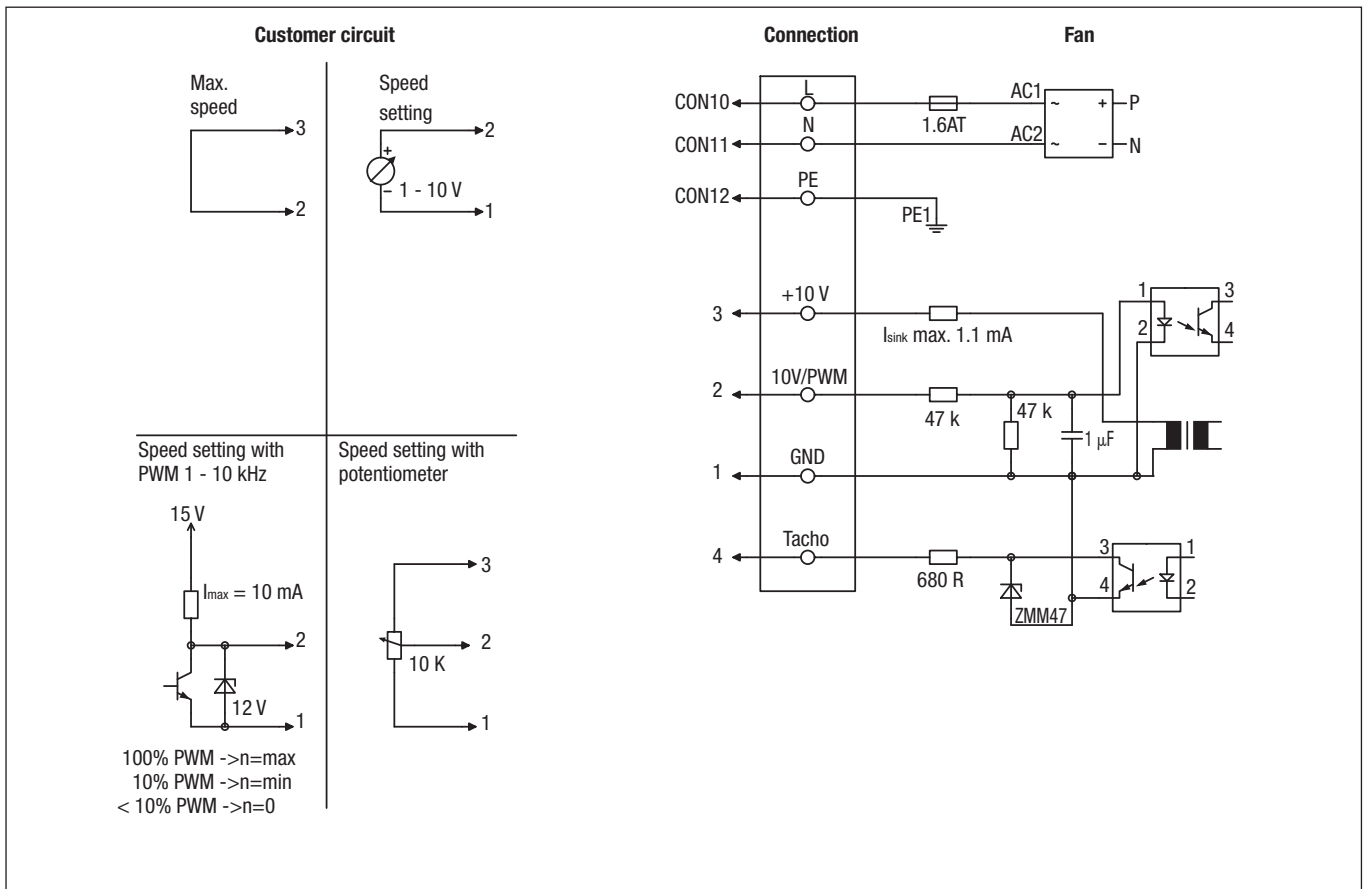 Customer circuit
Max.
speed
3
2
Speed
setting
2
+
– 1 - 10 V
1
Speed setting with
PWM 1 - 10 kHz
15 V
Imax = 10 mA
2
12 V
1
100% PWM ->n=max
10% PWM ->n=min
< 10% PWM ->n=0
Speed setting with
potentiometer
3
2
10 K
1
Connection
Fan
CON10
L
1.6AT
AC1
~
+
P
CON11
N
AC2
~
–
N
CON12
PE
PE1
3
+10 V
Isink max. 1.1 mA
1
2
3
4
2
10V/PWM
47 k
47 k
1 µF
1
GND
4
Tacho
680 R
ZMM47
3
4
1
2